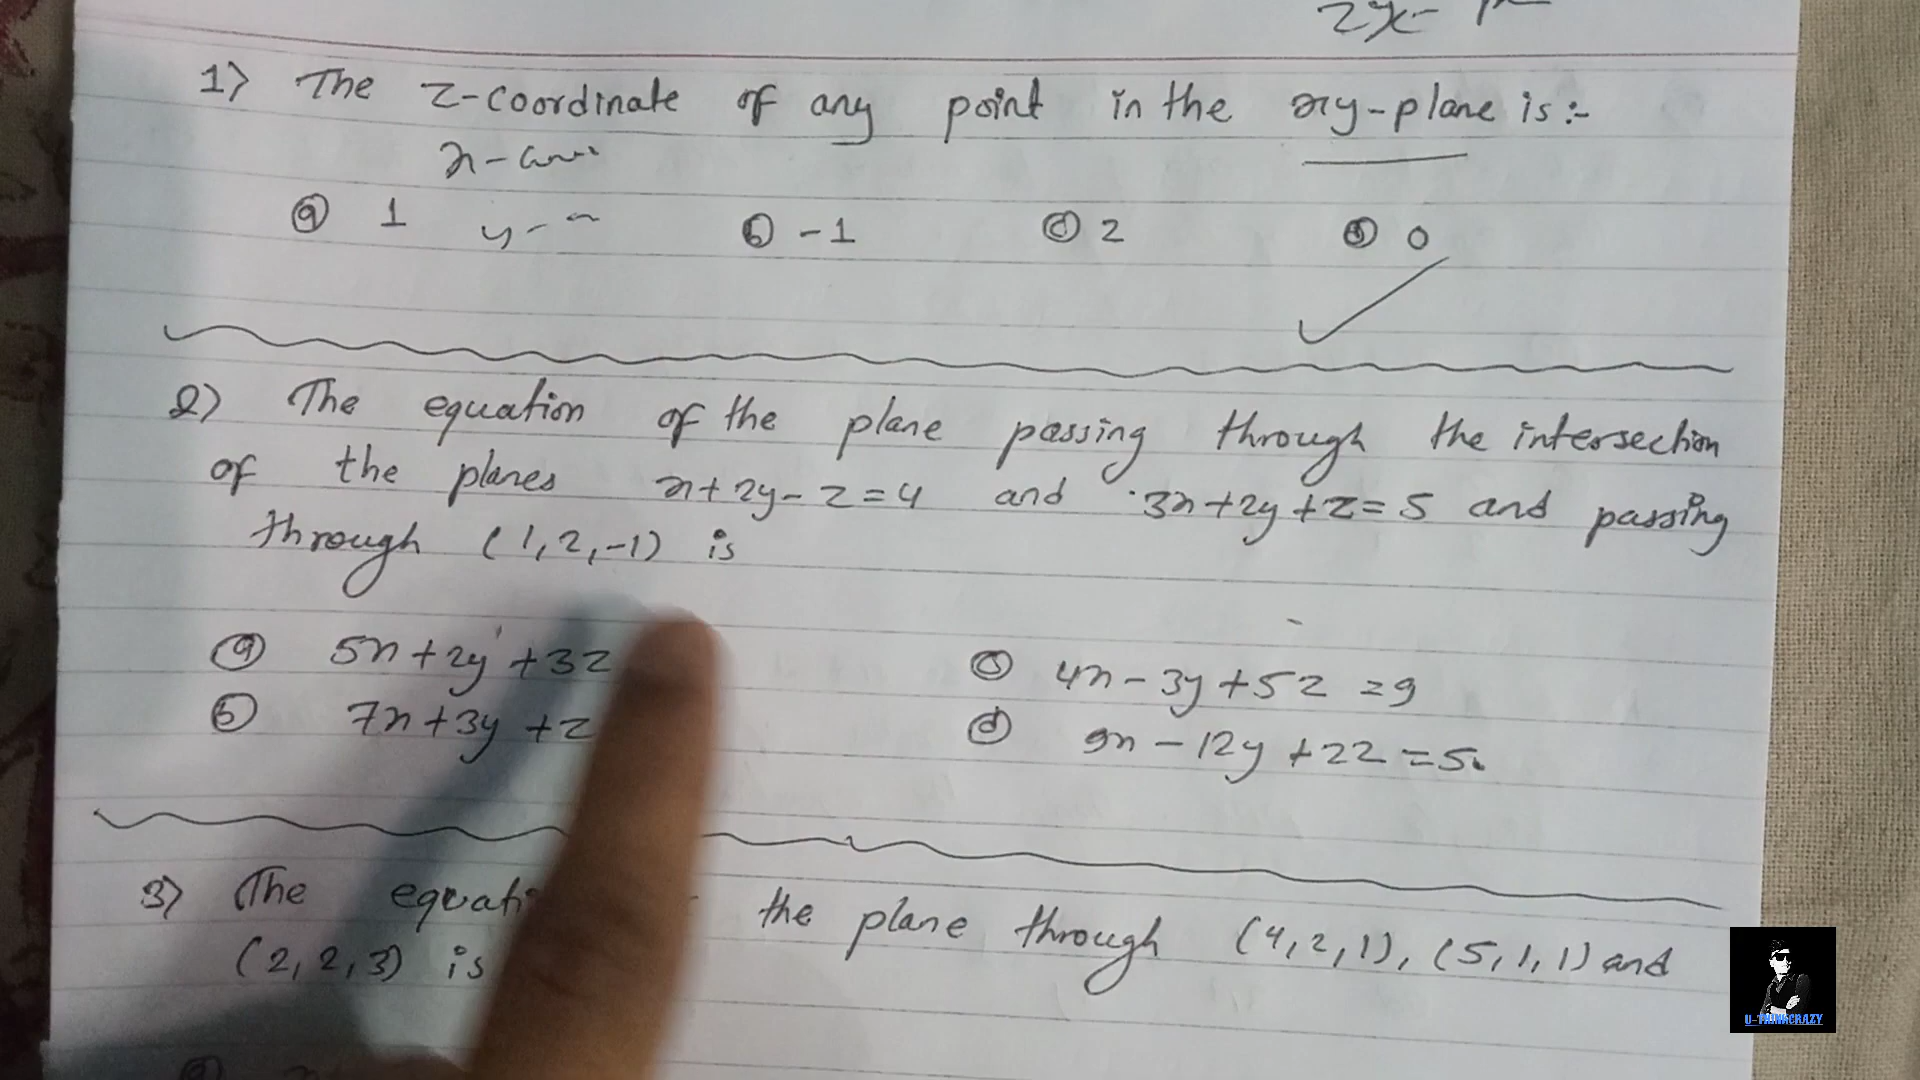 2x-
1) The z-coordinate of any point in the xy-plane is :-
ⓐ 1 y- ⓑ -1 ⓒ 2 ⓓ 0
2) The equation of the plane passing through the intersection
of the planes x+2y-z=4 and 3x+2y+z=5 and passing
through (1,2,-1) is
ⓐ 5x+2y+3z ⓒ 4x-3y+5z=9
ⓑ 7x+3y+z ⓓ 9x-12y+2z=5.
3) The equati the plane through (4,2,1), (5,1,1) and
(2,2,3) is
U-THINKCRAZY